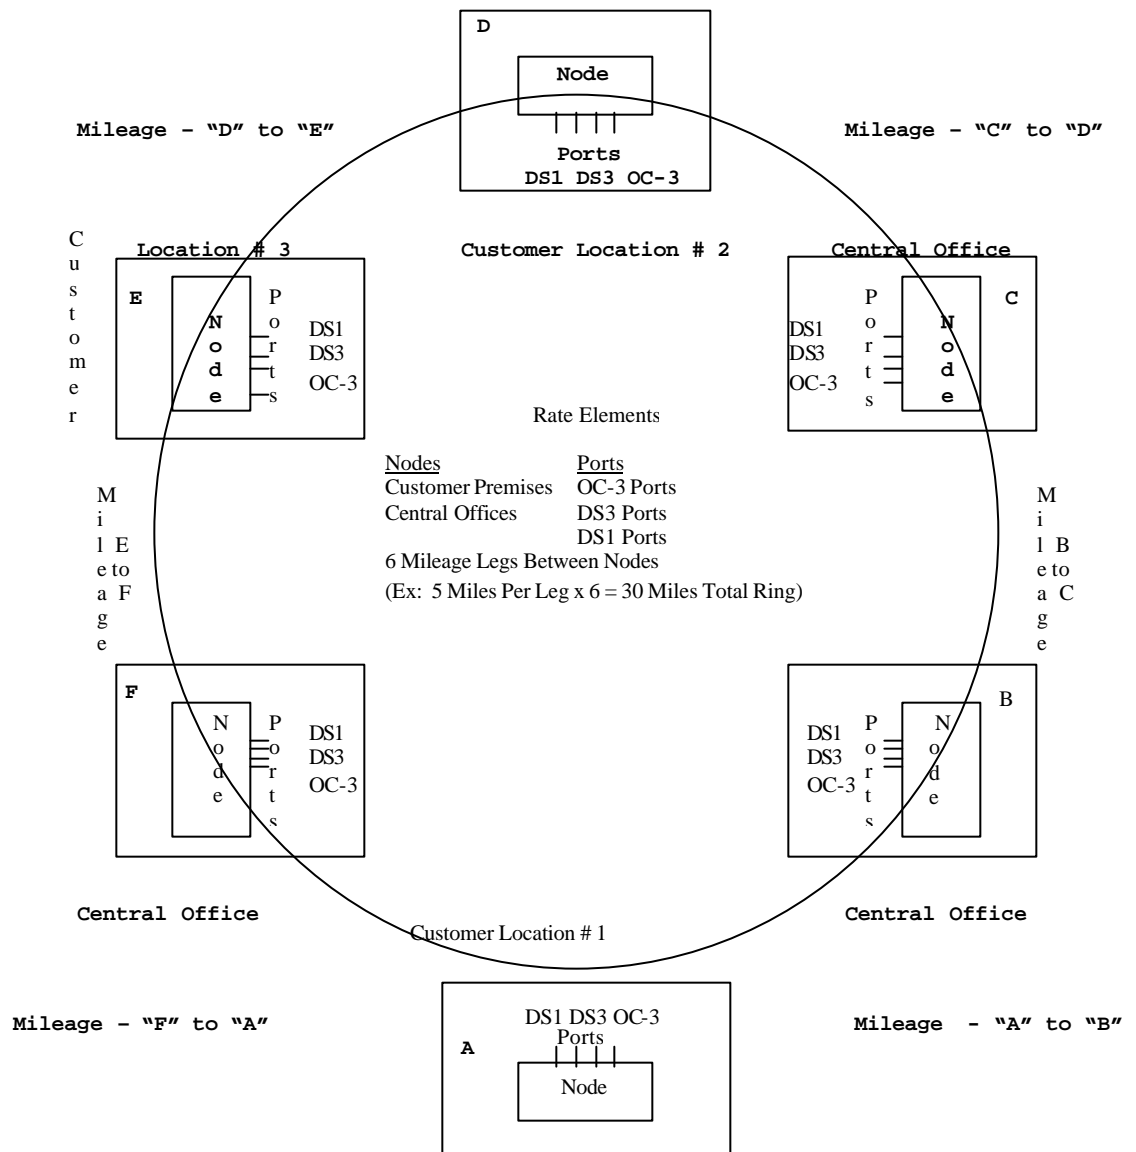 D
Node
Mileage – “D” to “E”
Mileage – “C” to “D”
Ports
DS1 DS3 OC-3
Customer
Location # 3
Customer Location # 2
Central Office
E
Node
Ports
DS1
DS3
OC-3
DS1
DS3
OC-3
Ports
Node
C
Rate Elements
Nodes Ports
Customer Premises OC-3 Ports
Central Offices DS3 Ports
DS1 Ports
6 Mileage Legs Between Nodes
(Ex: 5 Miles Per Leg x 6 = 30 Miles Total Ring)
Mileage
E
to
F
Mileage
B
to
C
F
Node
Ports
DS1
DS3
OC-3
DS1
DS3
OC-3
Ports
Node
B
Central Office
Central Office
Customer Location # 1
Mileage – “F” to “A”
Mileage - “A” to “B”
DS1 DS3 OC-3
Ports
A
Node